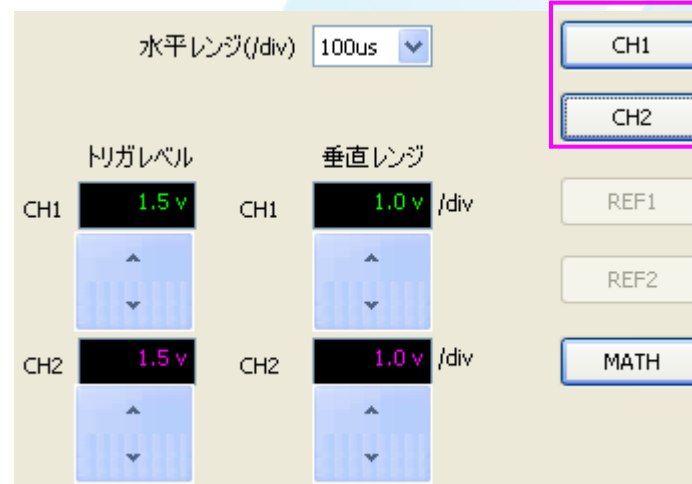 水平レンジ(/div) 100us CH1
CH2
トリガレベル 垂直レンジ
CH1 1.5 v CH1 1.0 v /div REF1
REF2
CH2 1.5 v CH2 1.0 v /div MATH